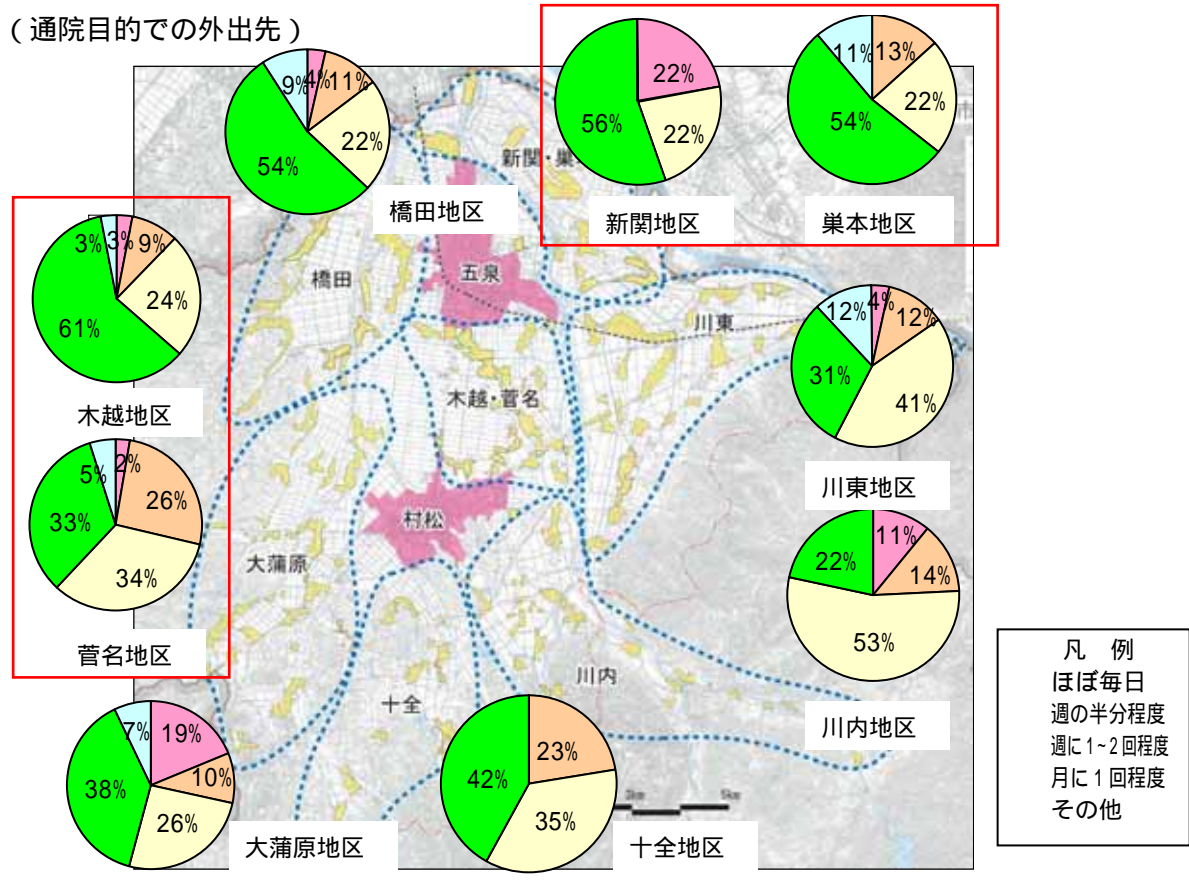 (通院目的での外出先)
4%
11%
22%
54%
9%
橋田地区
22%
22%
56%
新関地区
13%
22%
54%
11%
巣本地区
3%
9%
24%
61%
3%
木越地区
2%
26%
34%
33%
5%
菅名地区
4%
12%
41%
31%
12%
川東地区
11%
14%
53%
22%
川内地区
19%
10%
26%
38%
7%
大蒲原地区
23%
35%
42%
十全地区
新関・巣
市
五泉
橋田
川東
木越・菅名
村松
大蒲原
川内
十全
5km
凡 例
ほぼ毎日
週の半分程度
週に1~2回程度
月に1回程度
その他